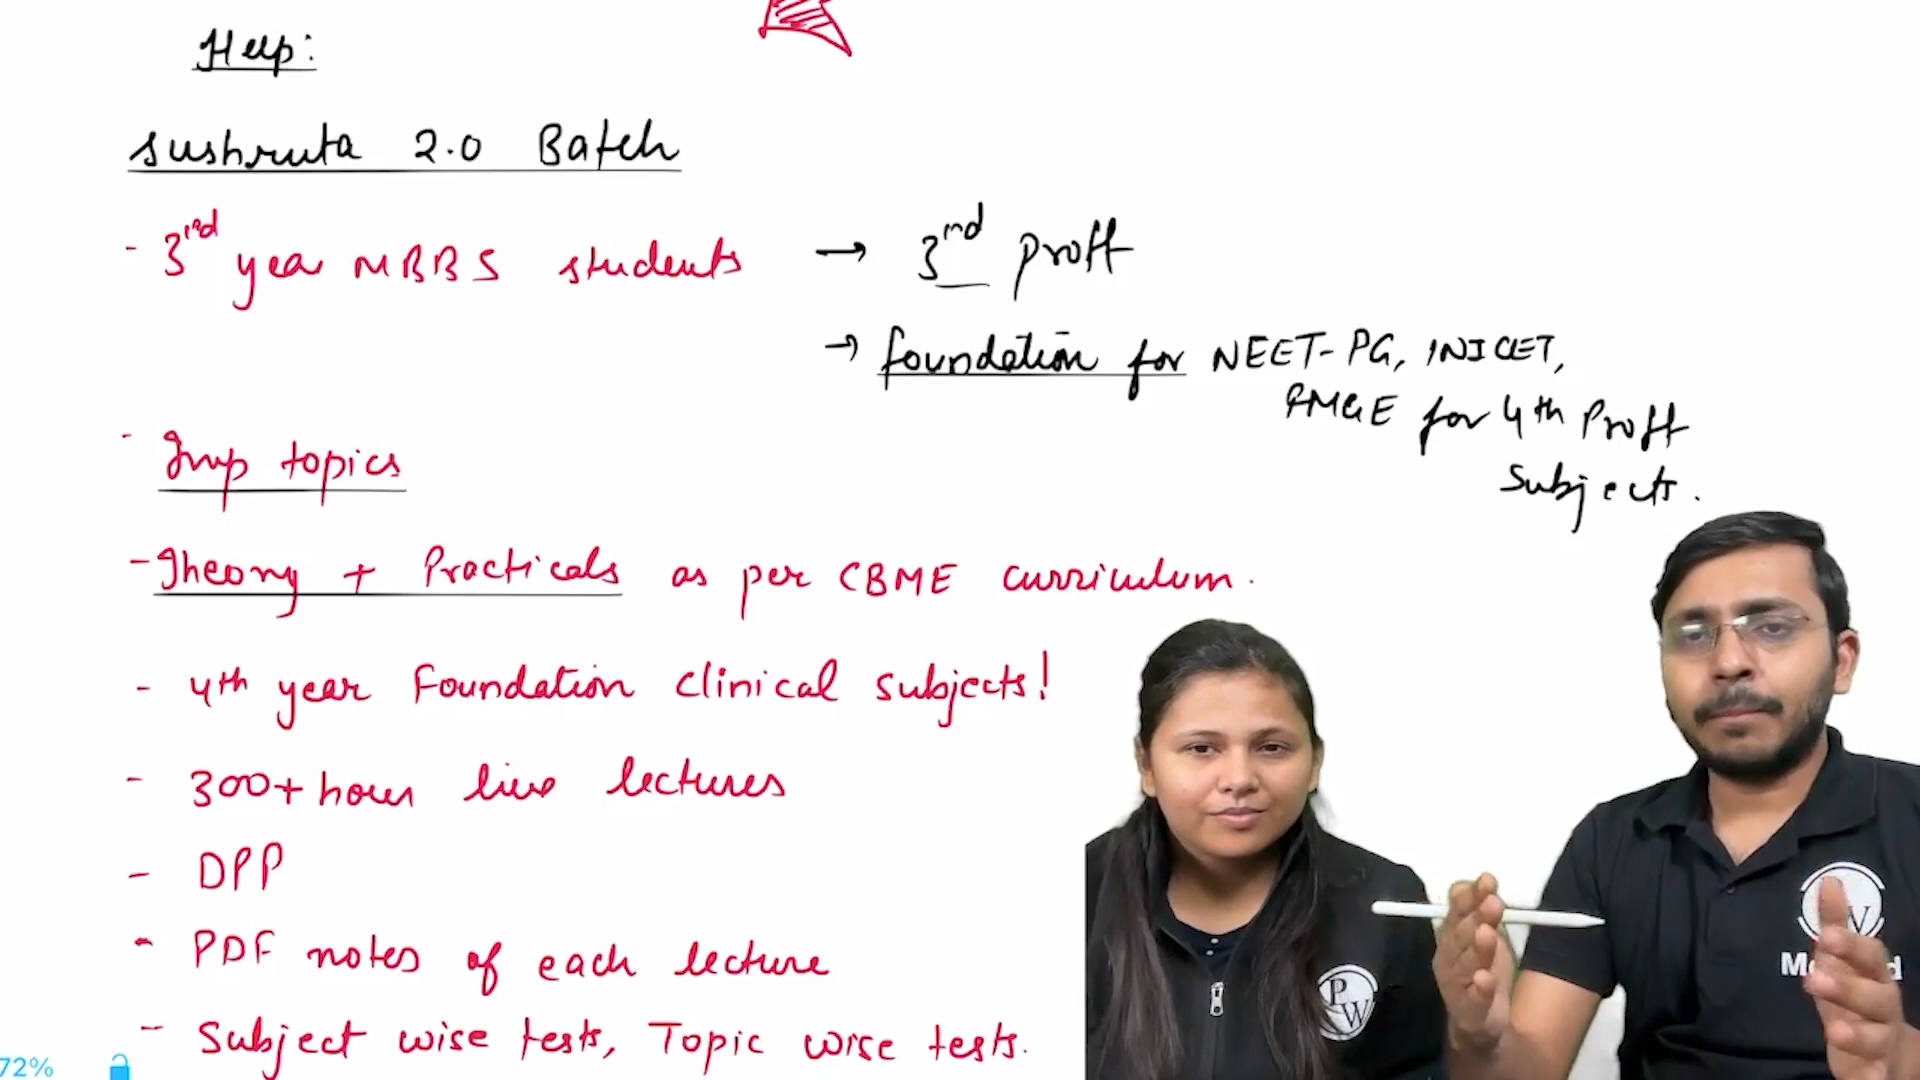 Help:
Sushruta 2.0 Batch
- 3rd year MBBS students → 3nd proff
→ foundation for NEET-PG, INICET,
FMGE for 4th Proff
Subjects.
- Imp topics
- Theory + Practicals as per CBME curriculum.
- 4th year Foundation clinical subjects!
- 300+ hour live lectures
- DPP
- PDF notes of each lecture
- Subject wise tests, Topic wise tests.
PW
72%